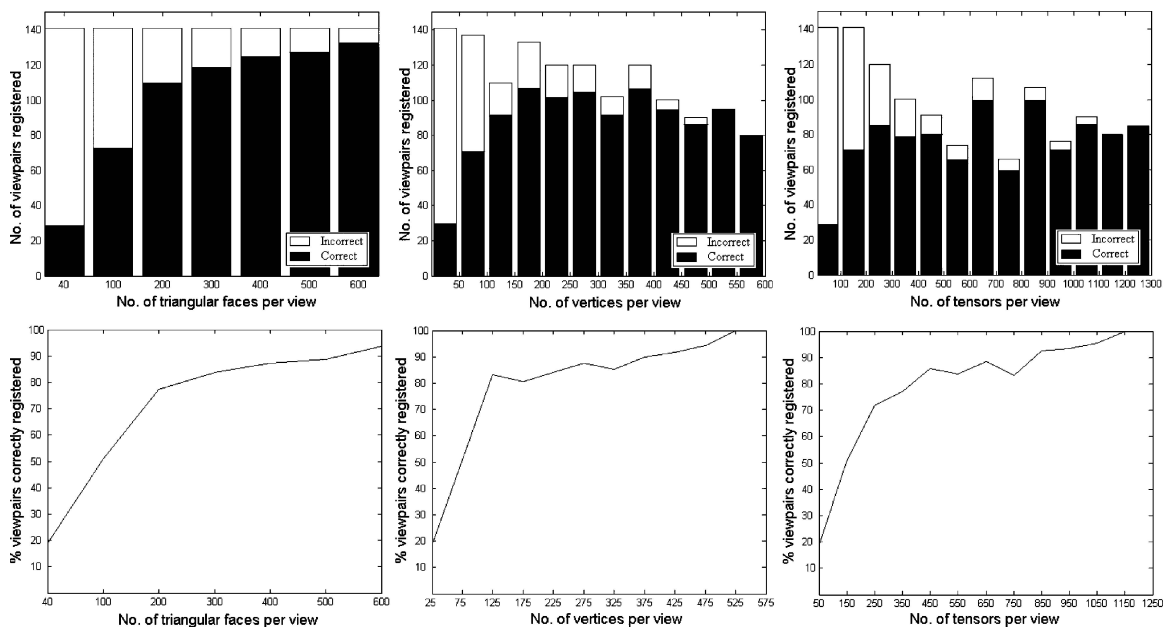 No. of viewpairs registered
140
120
100
80
60
40
20
0
Incorrect
Correct
40 100 200 300 400 500 600
No. of triangular faces per view
No. of viewpairs registered
140
120
100
80
60
40
20
0
Incorrect
Correct
50 100 150 200 250 300 350 400 450 500 550 600
No. of vertices per view
No. of viewpairs registered
140
120
100
80
60
40
20
0
Incorrect
Correct
100 200 300 400 500 600 700 800 900 1000 1100 1200 1300
No. of tensors per view
% viewpairs correctly registered
100
90
80
70
60
50
40
30
20
10
40 100 200 300 400 500 600
No. of triangular faces per view
% viewpairs correctly registered
100
90
80
70
60
50
40
30
20
10
25 75 125 175 225 275 325 375 425 475 525 575
No. of vertices per view
% viewpairs correctly registered
100
90
80
70
60
50
40
30
20
10
50 150 250 350 450 550 650 750 850 950 1050 1150 1250
No. of tensors per view